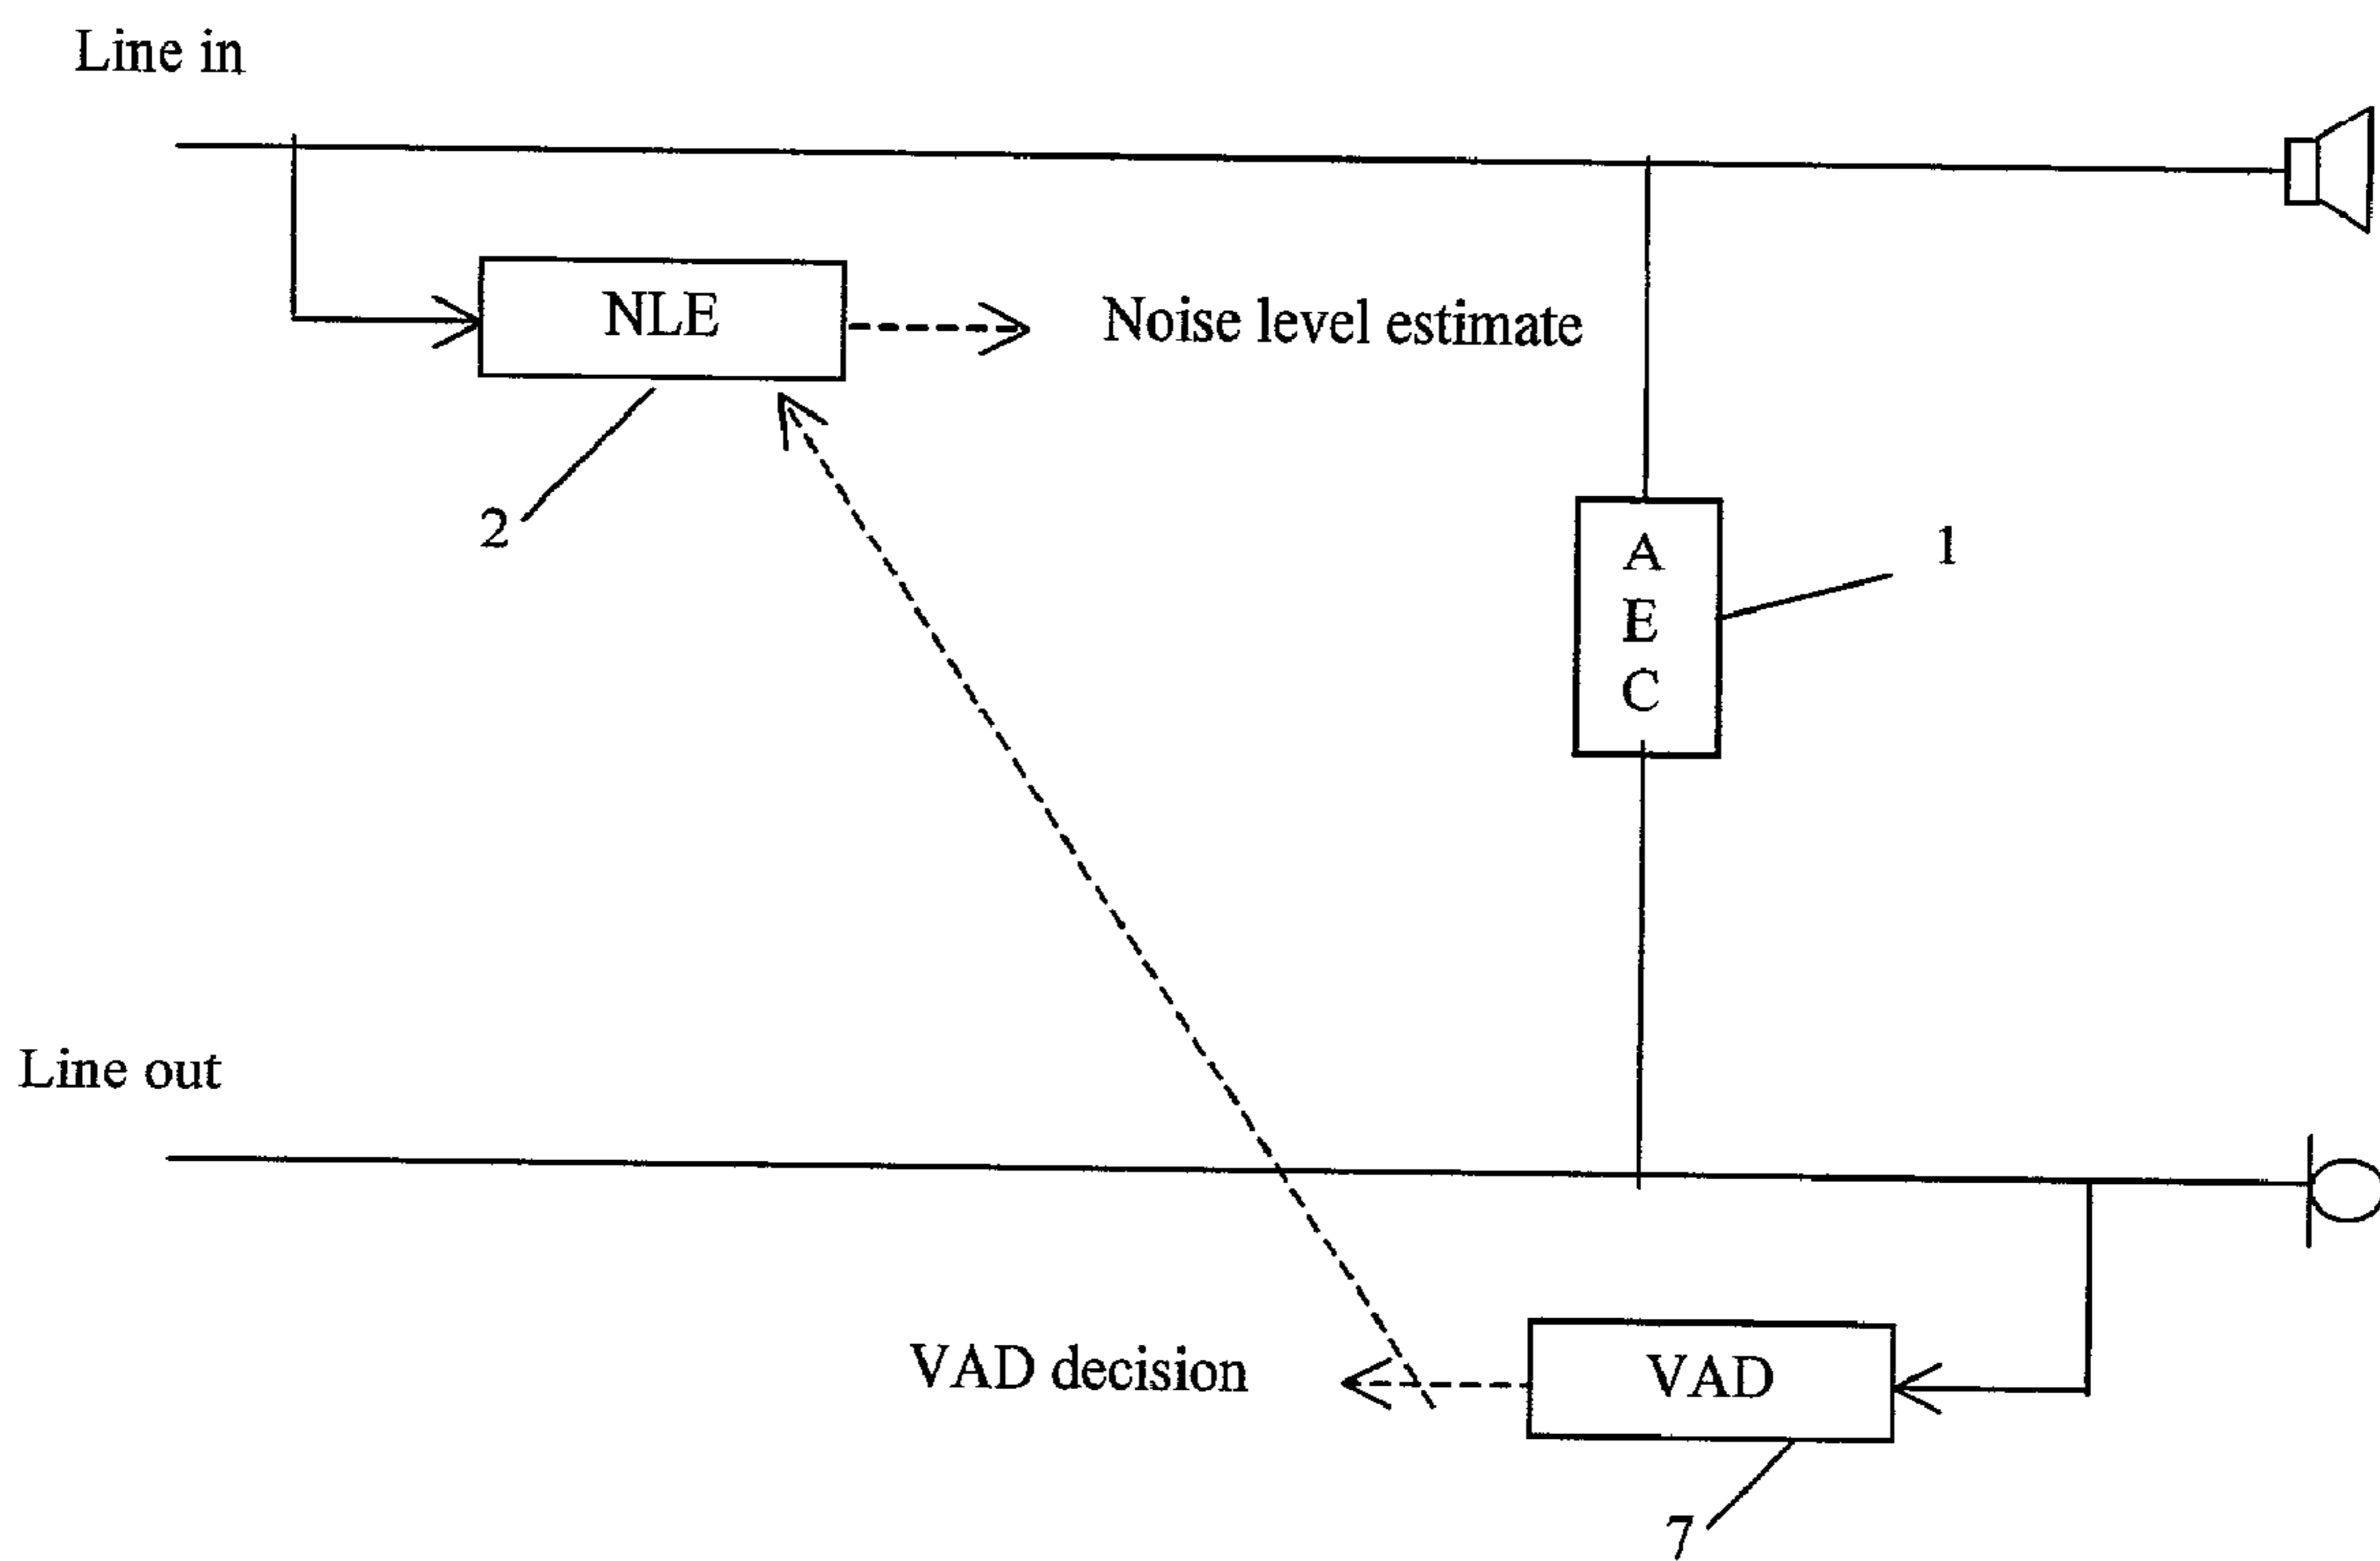 Line in
NLE
Noise level estimate
2
A
E
C
1
Line out
VAD decision
VAD
7